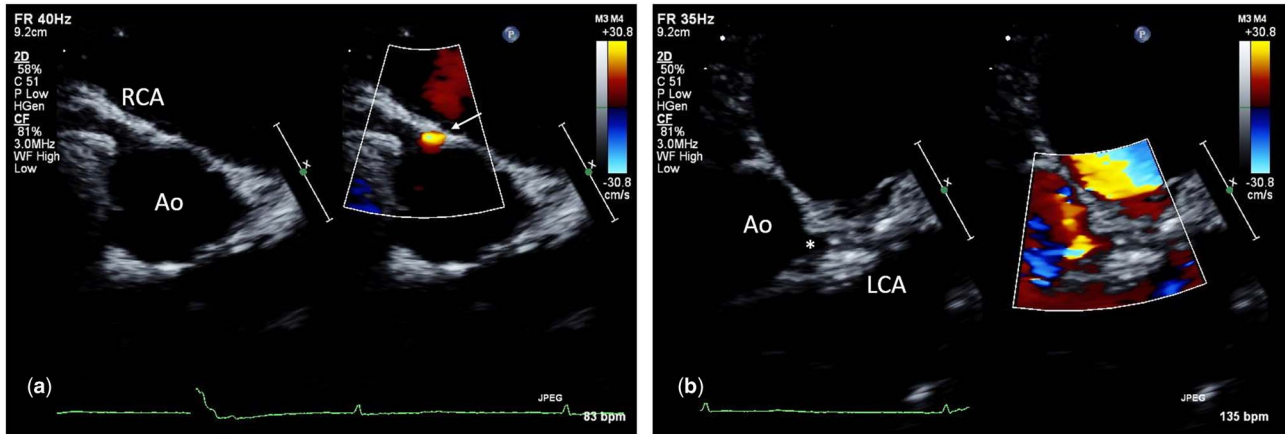 FR 40Hz
9.2cm
2D
58%
C 51
P Low
HGen
CF
81%
3.0MHz
WF High
Low
RCA
Ao
P
M3 M4
+30.8
x
-30.8
cm/s
(a)
JPEG
83 bpm
FR 35Hz
9.2cm
2D
50%
C 51
P Low
HGen
CF
81%
3.0MHz
WF High
Low
Ao
*
LCA
P
M3 M4
+30.8
x
-30.8
cm/s
(b)
JPEG
135 bpm